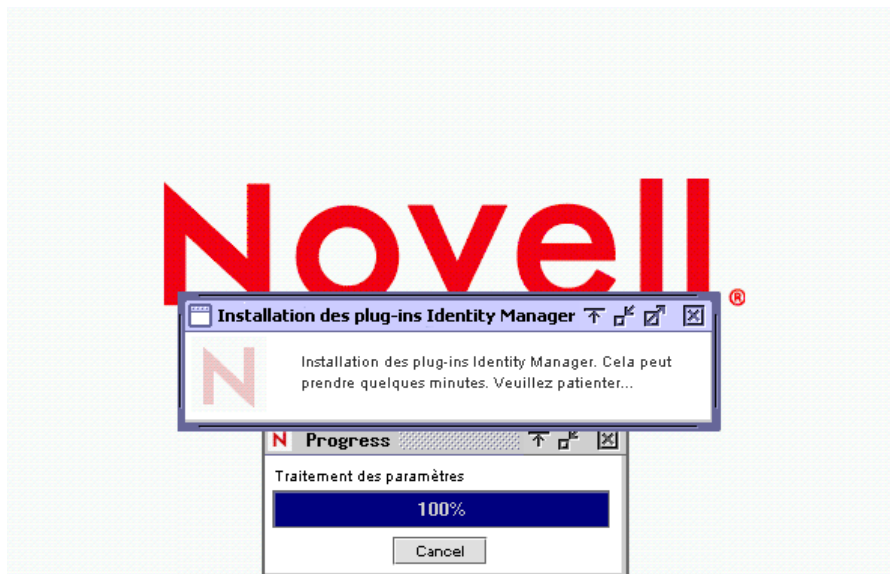 Novell®
Installation des plug-ins Identity Manager
N
Installation des plug-ins Identity Manager. Cela peut
prendre quelques minutes. Veuillez patienter...
N Progress
Traitement des paramètres
100%
Cancel